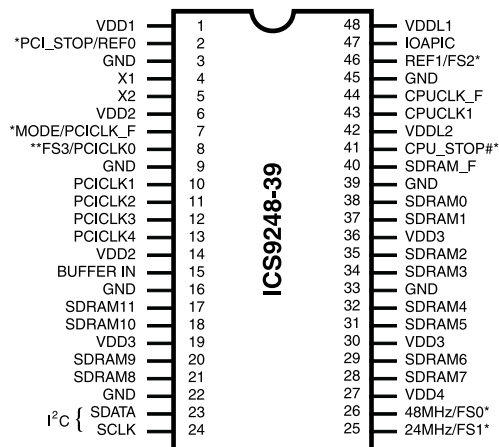 VDD1 1 48 VDDL1
*PCI_STOP/REF0 2 47 IOAPIC
GND 3 46 REF1/FS2*
X1 4 45 GND
X2 5 44 CPUCLK_F
VDD2 6 43 CPUCLK1
*MODE/PCICLK_F 7 42 VDDL2
**FS3/PCICLK0 8 41 CPU_STOP#*
GND 9 40 SDRAM_F
PCICLK1 10 39 GND
PCICLK2 11 38 SDRAM0
PCICLK3 12 37 SDRAM1
PCICLK4 13 36 VDD3
VDD2 14 35 SDRAM2
BUFFER IN 15 34 SDRAM3
GND 16 33 GND
SDRAM11 17 32 SDRAM4
SDRAM10 18 31 SDRAM5
VDD3 19 30 VDD3
SDRAM9 20 29 SDRAM6
SDRAM8 21 28 SDRAM7
GND 22 27 VDD4
I²C { SDATA 23 26 48MHz/FS0*
SCLK 24 25 24MHz/FS1*
ICS9248-39